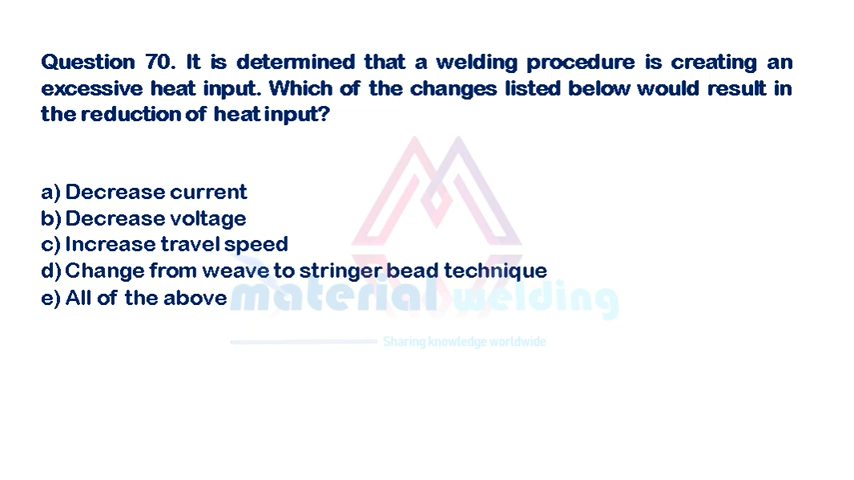 Question 70. It is determined that a welding procedure is creating an
excessive heat input. Which of the changes listed below would result in
the reduction of heat input?
a) Decrease current
b) Decrease voltage
c) Increase travel speed
d) Change from weave to stringer bead technique
e) All of the above
material welding
Sharing knowledge worldwide